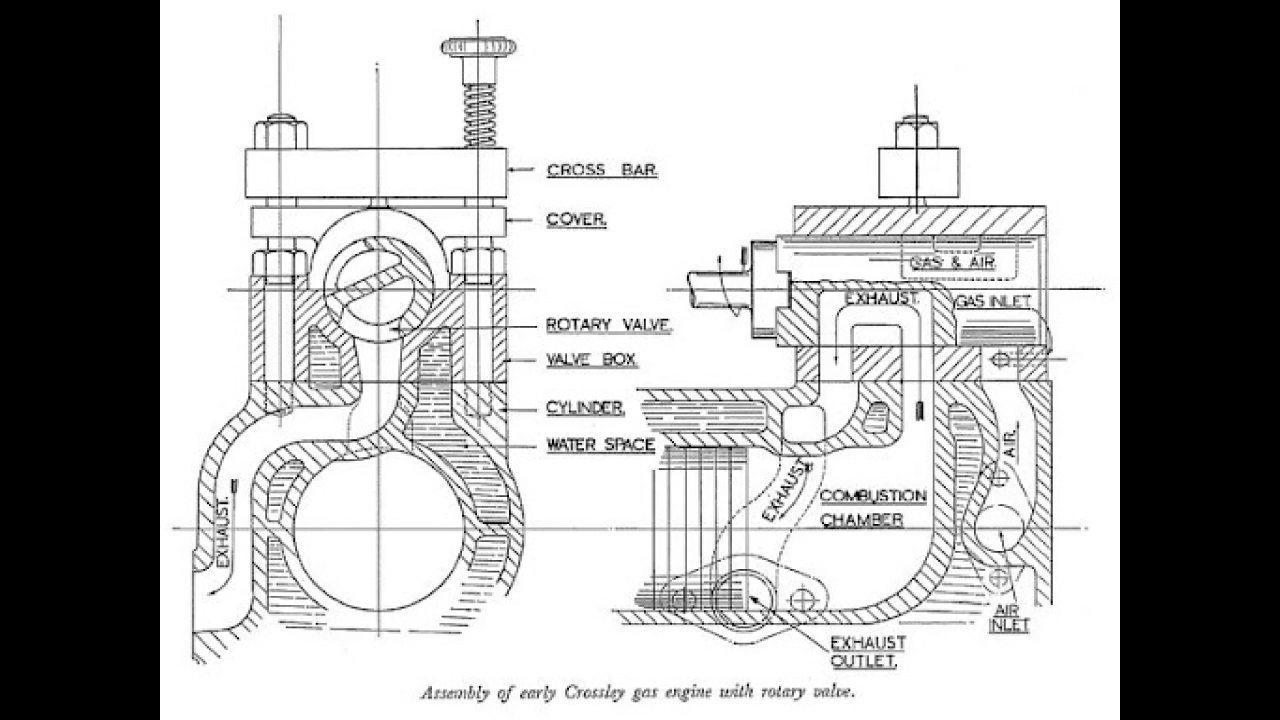 CROSS BAR.
COVER.
ROTARY VALVE.
VALVE BOX.
CYLINDER.
WATER SPACE
EXHAUST.
GAS & AIR.
EXHAUST.
GAS INLET.
AIR.
EXHAUST
COMBUSTION
CHAMBER
AIR
INLET
EXHAUST
OUTLET.
Assembly of early Crossley gas engine with rotary valve.